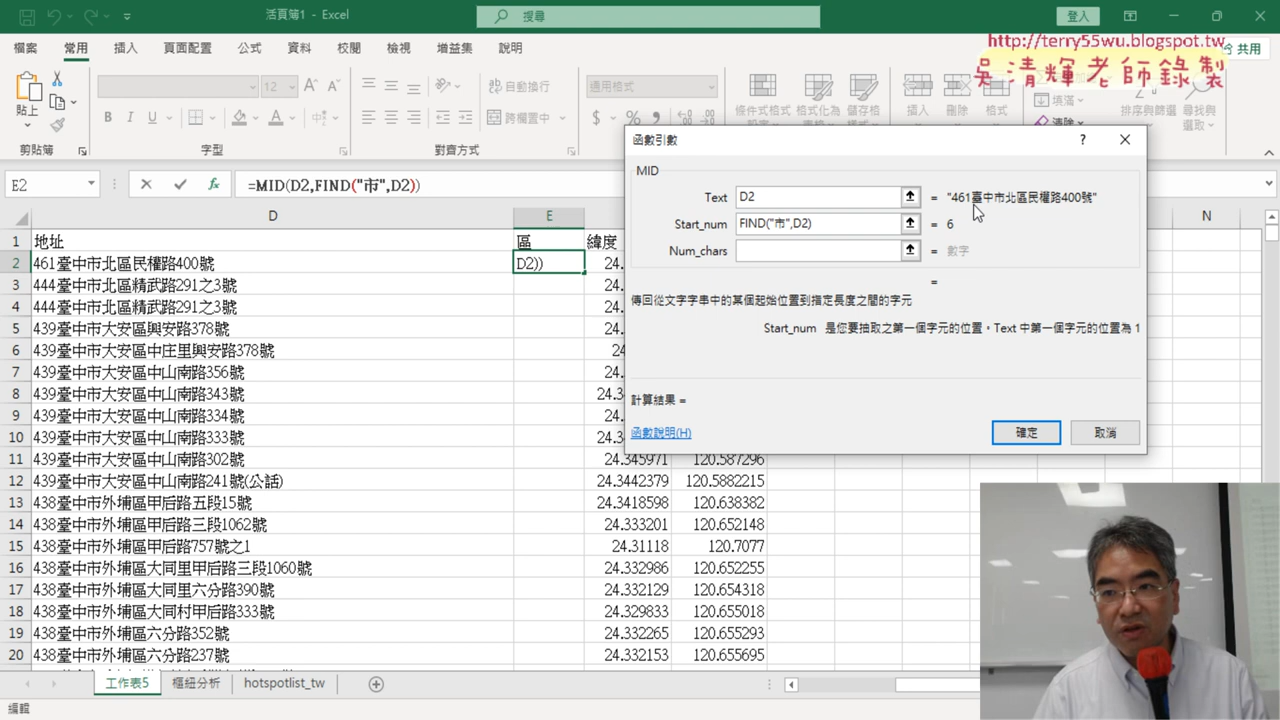 活頁簿1 - Excel
搜尋
登入
檔案 常用 插入 頁面配置 公式 資料 校閱 檢視 增益集 說明
共用
http://terry55wu.blogspot.tw
吳清輝老師錄製
貼上
12
自動換行
通用格式
跨欄置中
條件式格式
設定
格式化為
儲存格
插入 刪除 格式
填滿
清除
排序與篩選
尋找與
選取
剪貼簿 字型 對齊方式
E2
=MID(D2,FIND("市",D2))
函數引數
MID
Text D2 = "461臺中市北區民權路400號"
Start_num FIND("市",D2) = 6
Num_chars = 數字
=
傳回從文字字串中的某個起始位置到指定長度之間的字元
Start_num 是您要抽取之第一個字元的位置。Text 中第一個字元的位置為 1
計算結果 =
函數說明(H)
確定 取消
D E N
1 地址 區 緯度
2 461臺中市北區民權路400號 D2)) 24.
3 444臺中市北區精武路291之3號 24.
4 444臺中市北區精武路291之3號 24.
5 439臺中市大安區興安路378號
6 439臺中市大安區中庄里興安路378號
7 439臺中市大安區中山南路356號 24.
8 439臺中市大安區中山南路343號
9 439臺中市大安區中山南路334號
10 439臺中市大安區中山南路333號
11 439臺中市大安區中山南路302號 24.345971 120.587296
12 439臺中市大安區中山南路241號(公話) 24.3442379 120.5882215
13 438臺中市外埔區甲后路五段15號 24.3418598 120.638382
14 438臺中市外埔區甲后路三段1062號 24.333201 120.652148
15 438臺中市外埔區甲后路757號之1 24.31118 120.7077
16 438臺中市外埔區大同里甲后路三段1060號 24.332986 120.652255
17 438臺中市外埔區大同里六分路390號 24.332129 120.654318
18 438臺中市外埔區大同村甲后路333號 24.329833 120.655018
19 438臺中市外埔區六分路352號 24.332265 120.655293
20 438臺中市外埔區六分路237號 24.332153 120.655695
工作表5 樞紐分析 hotspotlist_tw
編輯